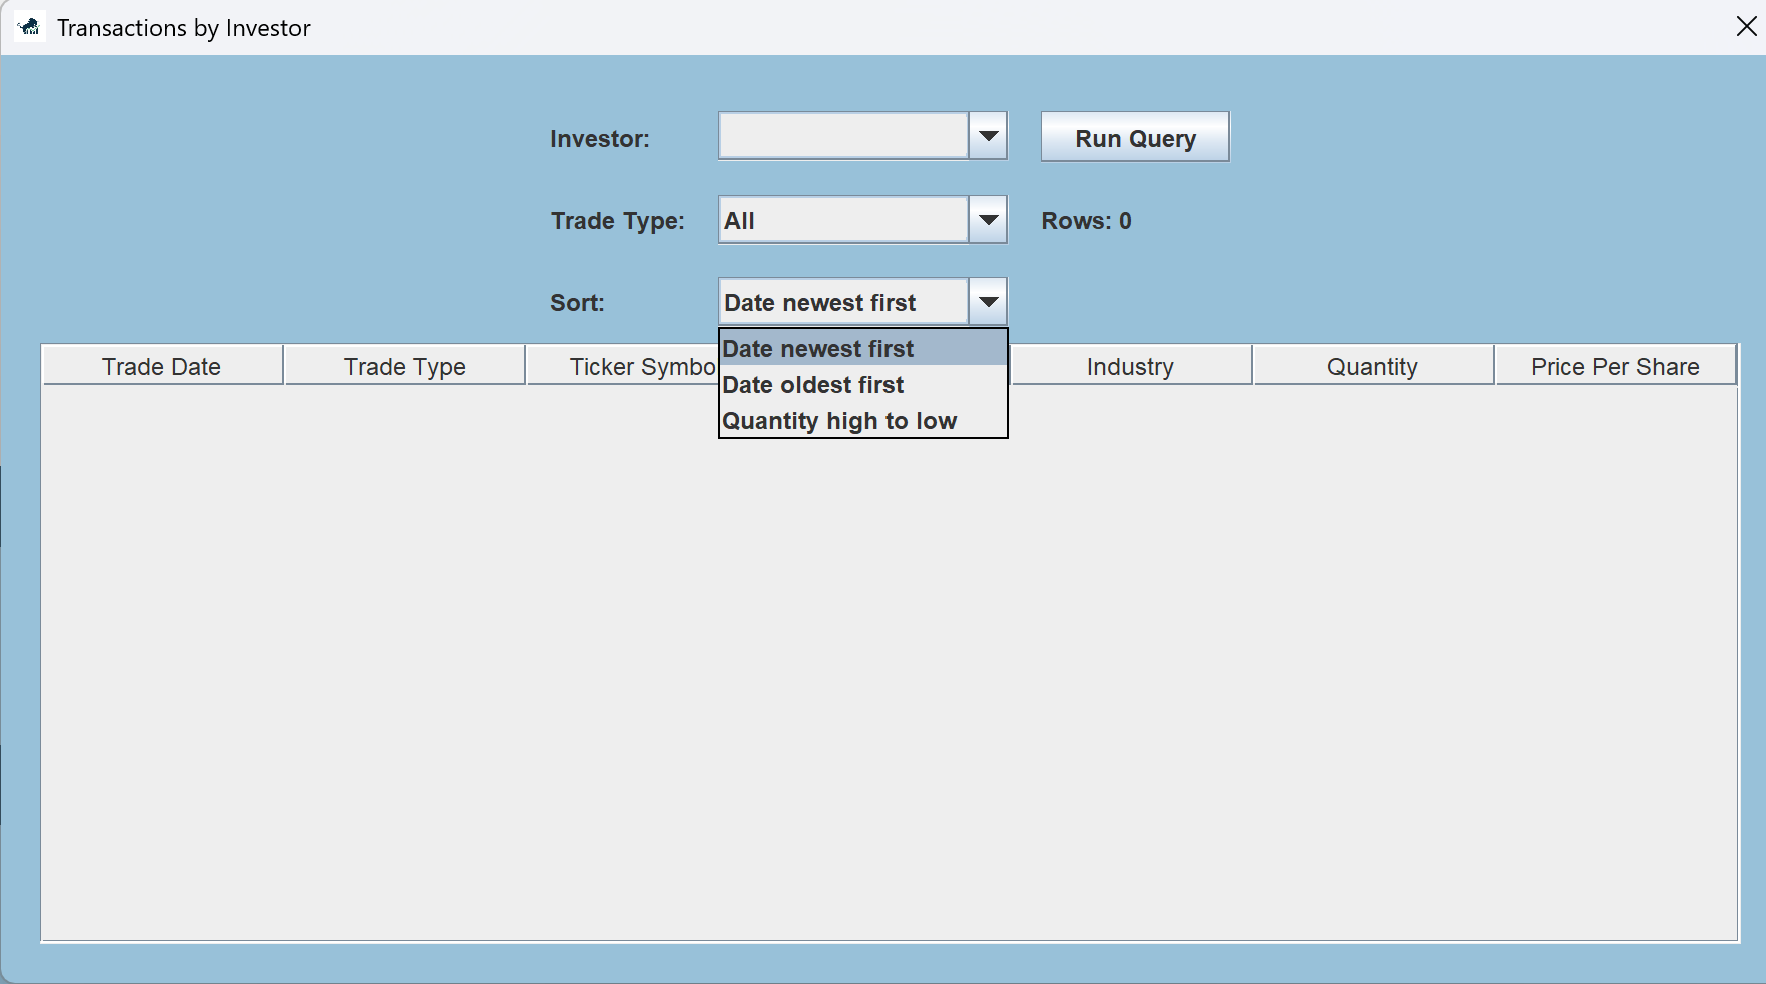 Transactions by Investor
Investor:
Run Query
Trade Type:
All
Rows: 0
Sort:
Date newest first
Date newest first
Date oldest first
Quantity high to low
Trade Date
Trade Type
Ticker Symbo
Industry
Quantity
Price Per Share